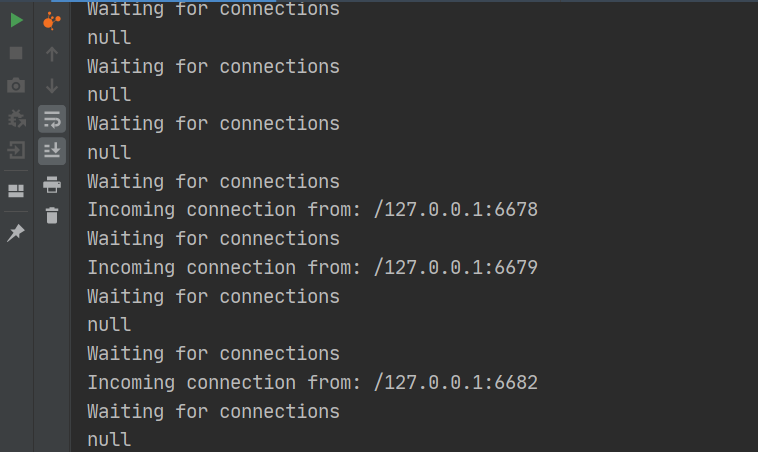 Waiting for connections
null
Waiting for connections
null
Waiting for connections
null
Waiting for connections
Incoming connection from: /127.0.0.1:6678
Waiting for connections
Incoming connection from: /127.0.0.1:6679
Waiting for connections
null
Waiting for connections
Incoming connection from: /127.0.0.1:6682
Waiting for connections
null